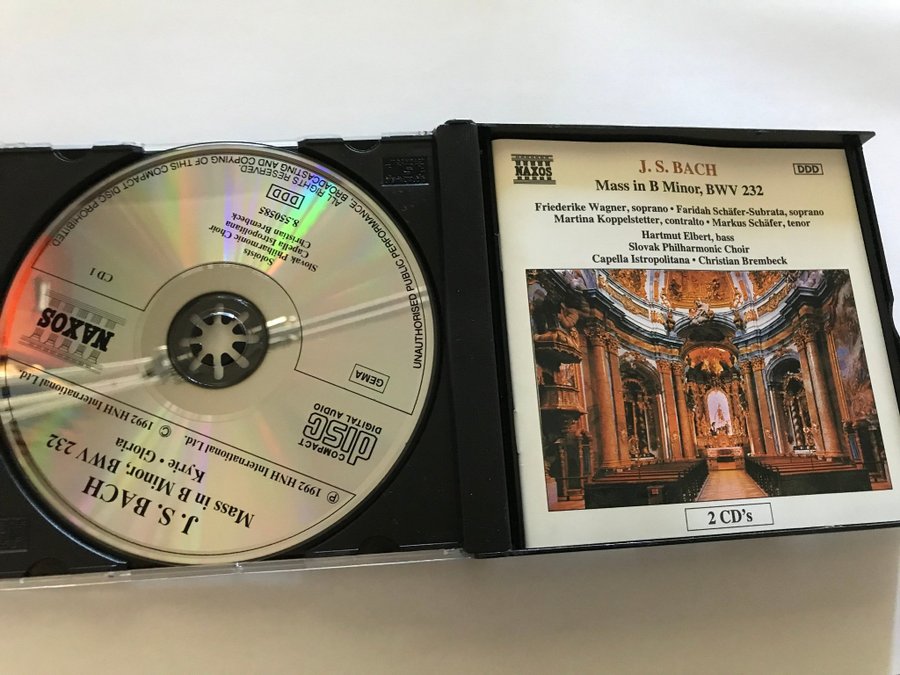 J. S. BACH
Mass in B Minor, BWV 232
Kyrie • Gloria
℗ 1992 HNH International Ltd.
© 1992 HNH International Ltd.
COMPACT
disc
DIGITAL AUDIO
GEMA
NAXOS
CD 1
Soloists
Slovak Philharmonic Choir
Capella Istropolitana
Christian Brembeck
8.550585
DDD
ALL RIGHTS RESERVED.
UNAUTHORISED PUBLIC PERFORMANCE, BROADCASTING AND COPYING OF THIS COMPACT DISC PROHIBITED
NAXOS
J. S. BACH
DDD
Mass in B Minor, BWV 232
Friederike Wagner, soprano • Faridah Schäfer-Subrata, soprano
Martina Koppelstetter, contralto • Markus Schäfer, tenor
Hartmut Elbert, bass
Slovak Philharmonic Choir
Capella Istropolitana • Christian Brembeck
2 CD's